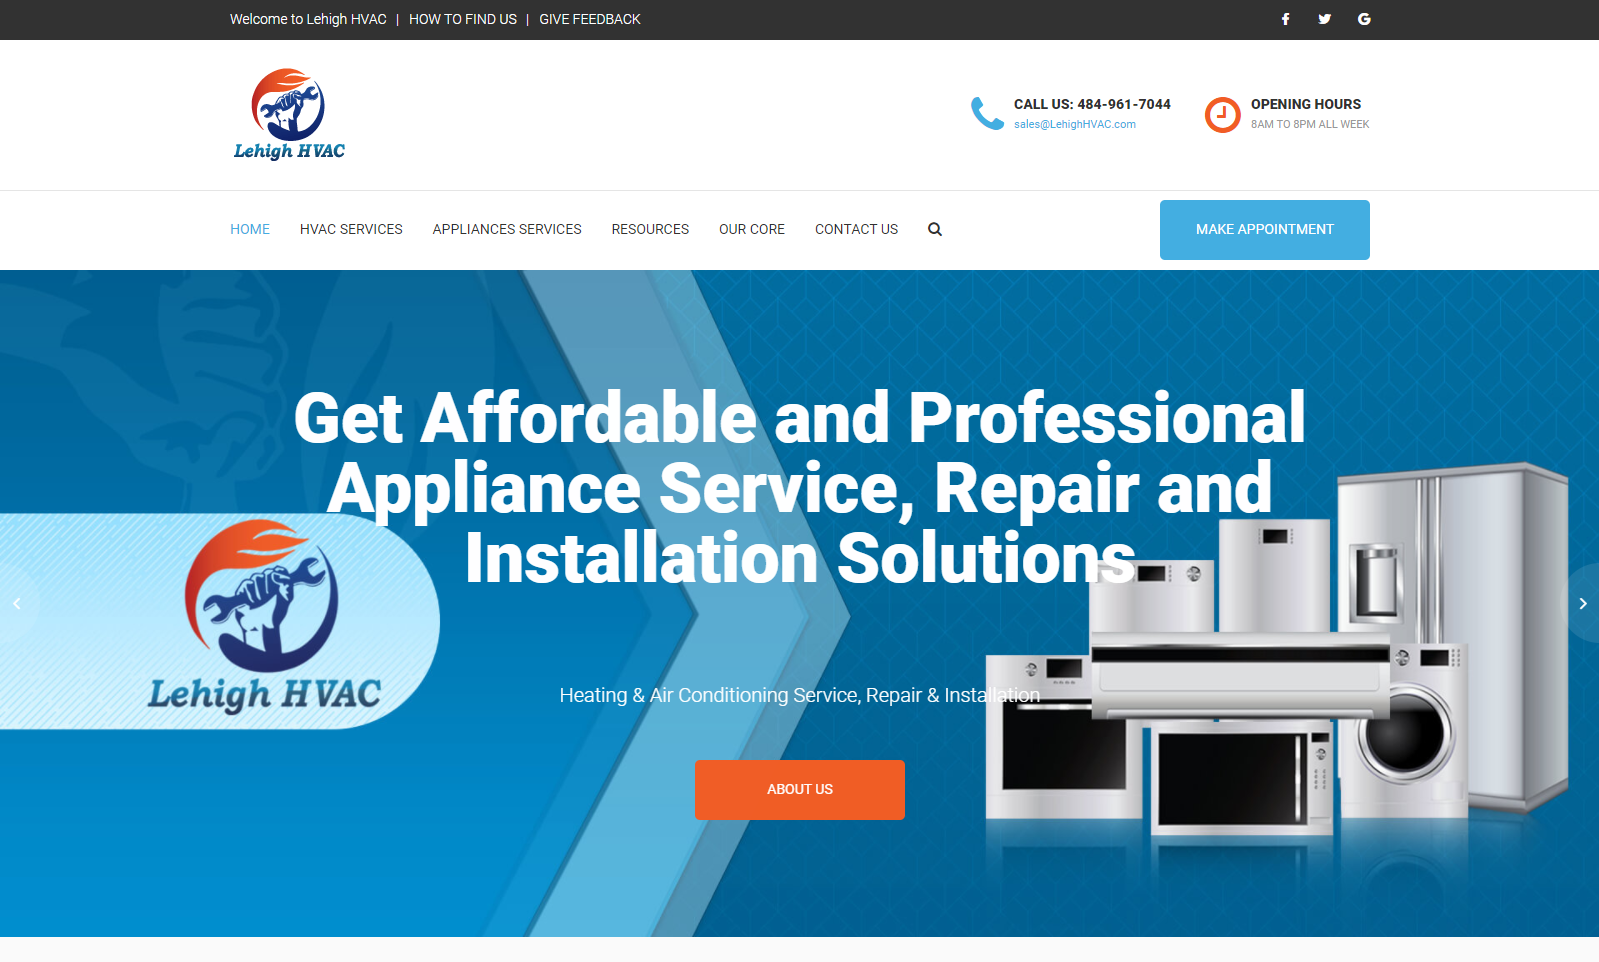 Welcome to Lehigh HVAC | HOW TO FIND US | GIVE FEEDBACK
Lehigh HVAC
CALL US: 484-961-7044
sales@LehighHVAC.com
OPENING HOURS
8AM TO 8PM ALL WEEK
HOME HVAC SERVICES APPLIANCES SERVICES RESOURCES OUR CORE CONTACT US
MAKE APPOINTMENT
Get Affordable and Professional
Appliance Service, Repair and
Installation Solutions
Lehigh HVAC
Heating & Air Conditioning Service, Repair & Installation
ABOUT US